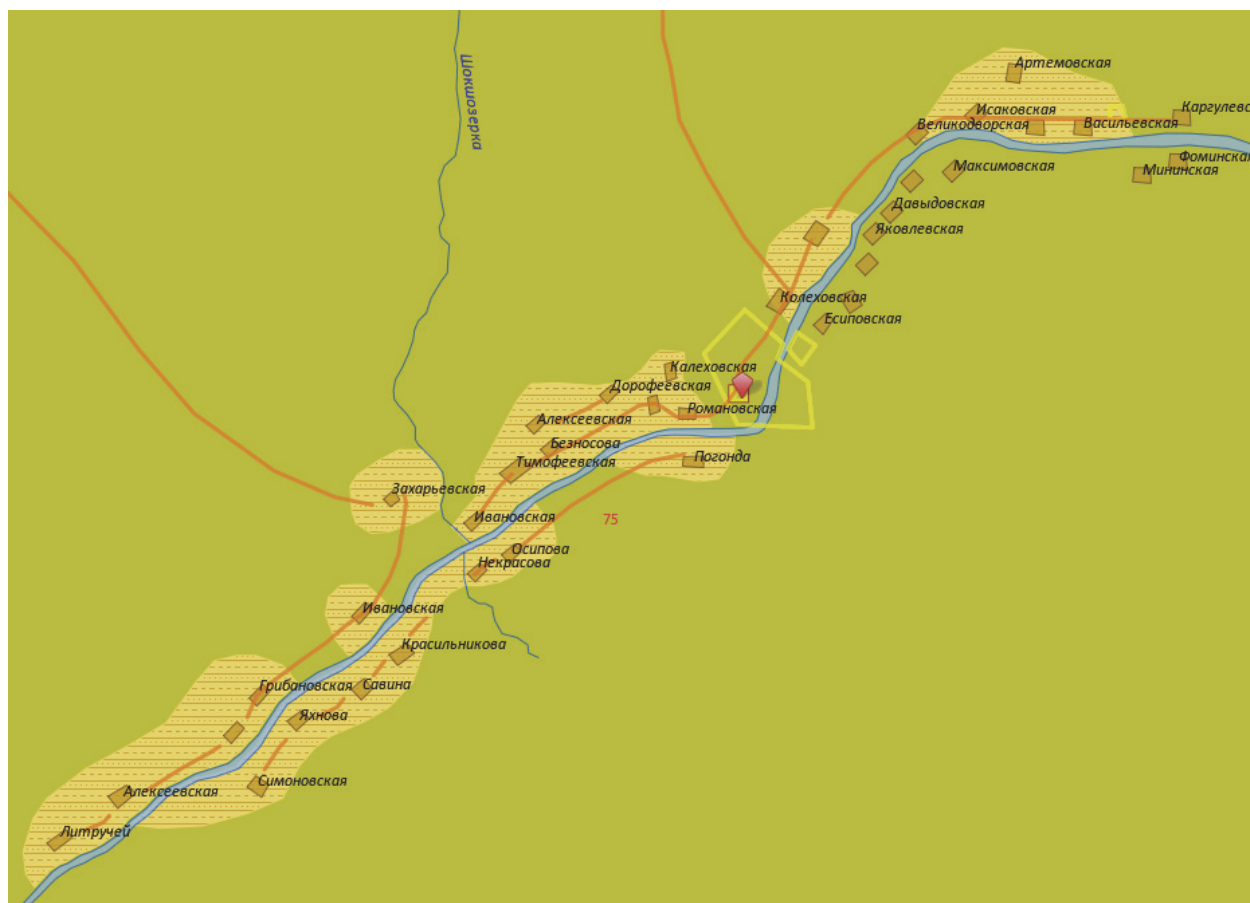 Шокшозерка
Артемовская
Исаковская
Каргулевс
Великодворская
Васильевская
Фоминская
Максимовская
Мининская
Давыдовская
Яковлевская
Колеховская
Есиповская
Калеховская
Дорофеевская
Романовская
Алексеевская
Безносова
Погонда
Тимофеевская
Захарьевская
Ивановская
75
Осипова
Некрасова
Ивановская
Красильникова
Савина
Грибановская
Яхнова
Симоновская
Алексеевская
Литручей